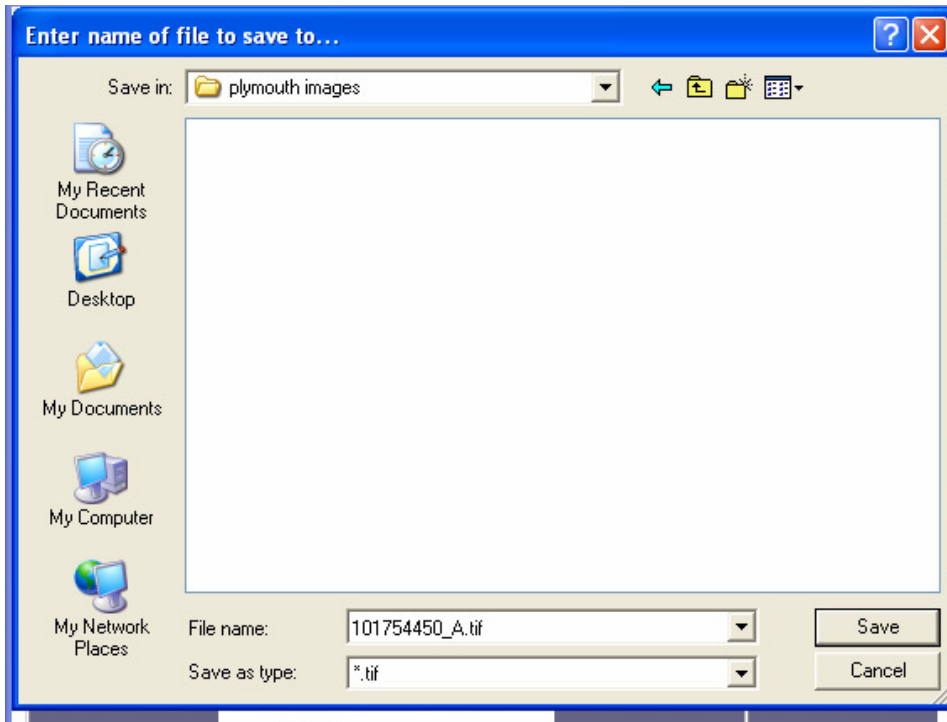 Enter name of file to save to...
Save in:
plymouth images
My Recent
Documents
Desktop
My Documents
My Computer
My Network
Places
File name:
101754450_A.tif
Save
Save as type:
*.tif
Cancel